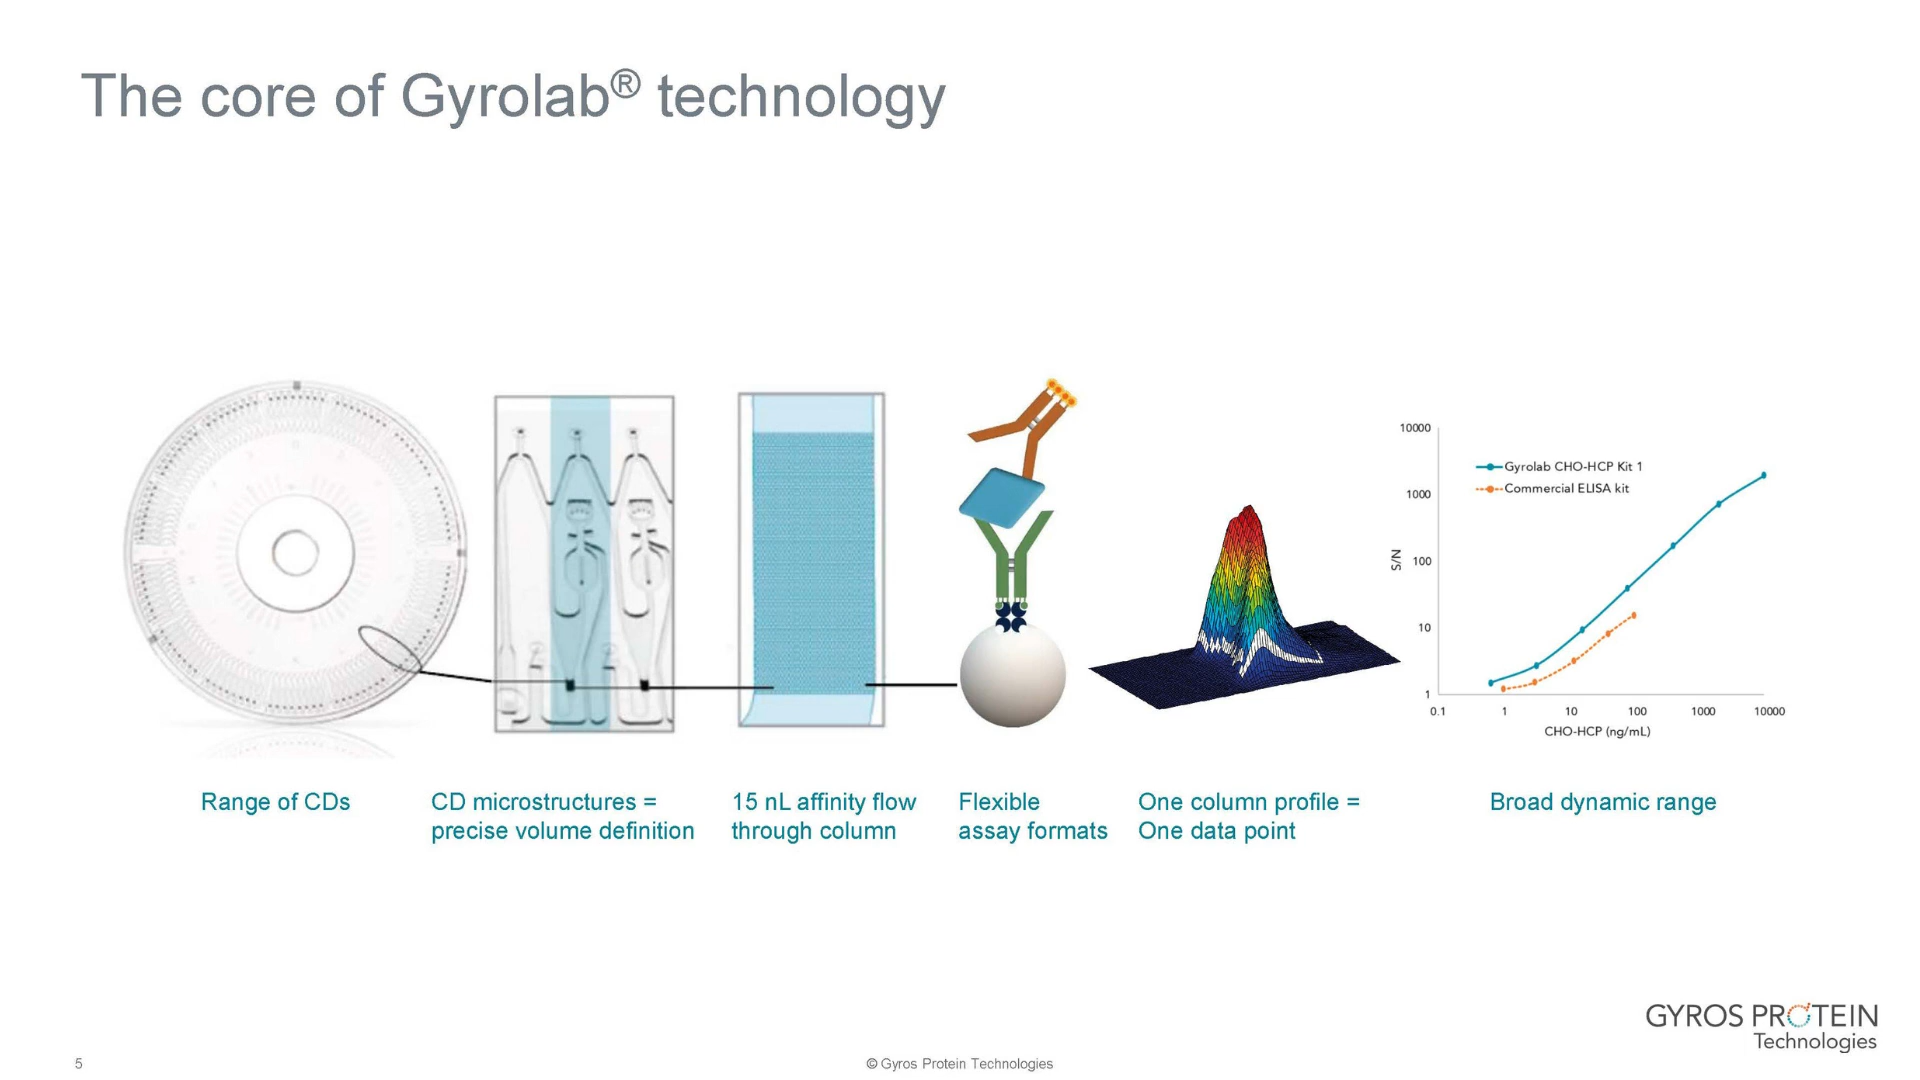 The core of Gyrolab® technology
10000
1000
100
10
1
S/N
Gyrolab CHO-HCP Kit 1
Commercial ELISA kit
0.1 1 10 100 1000 10000
CHO-HCP (ng/mL)
Range of CDs
CD microstructures =
precise volume definition
15 nL affinity flow
through column
Flexible
assay formats
One column profile =
One data point
Broad dynamic range
GYROS PROTEIN
Technologies
5
© Gyros Protein Technologies